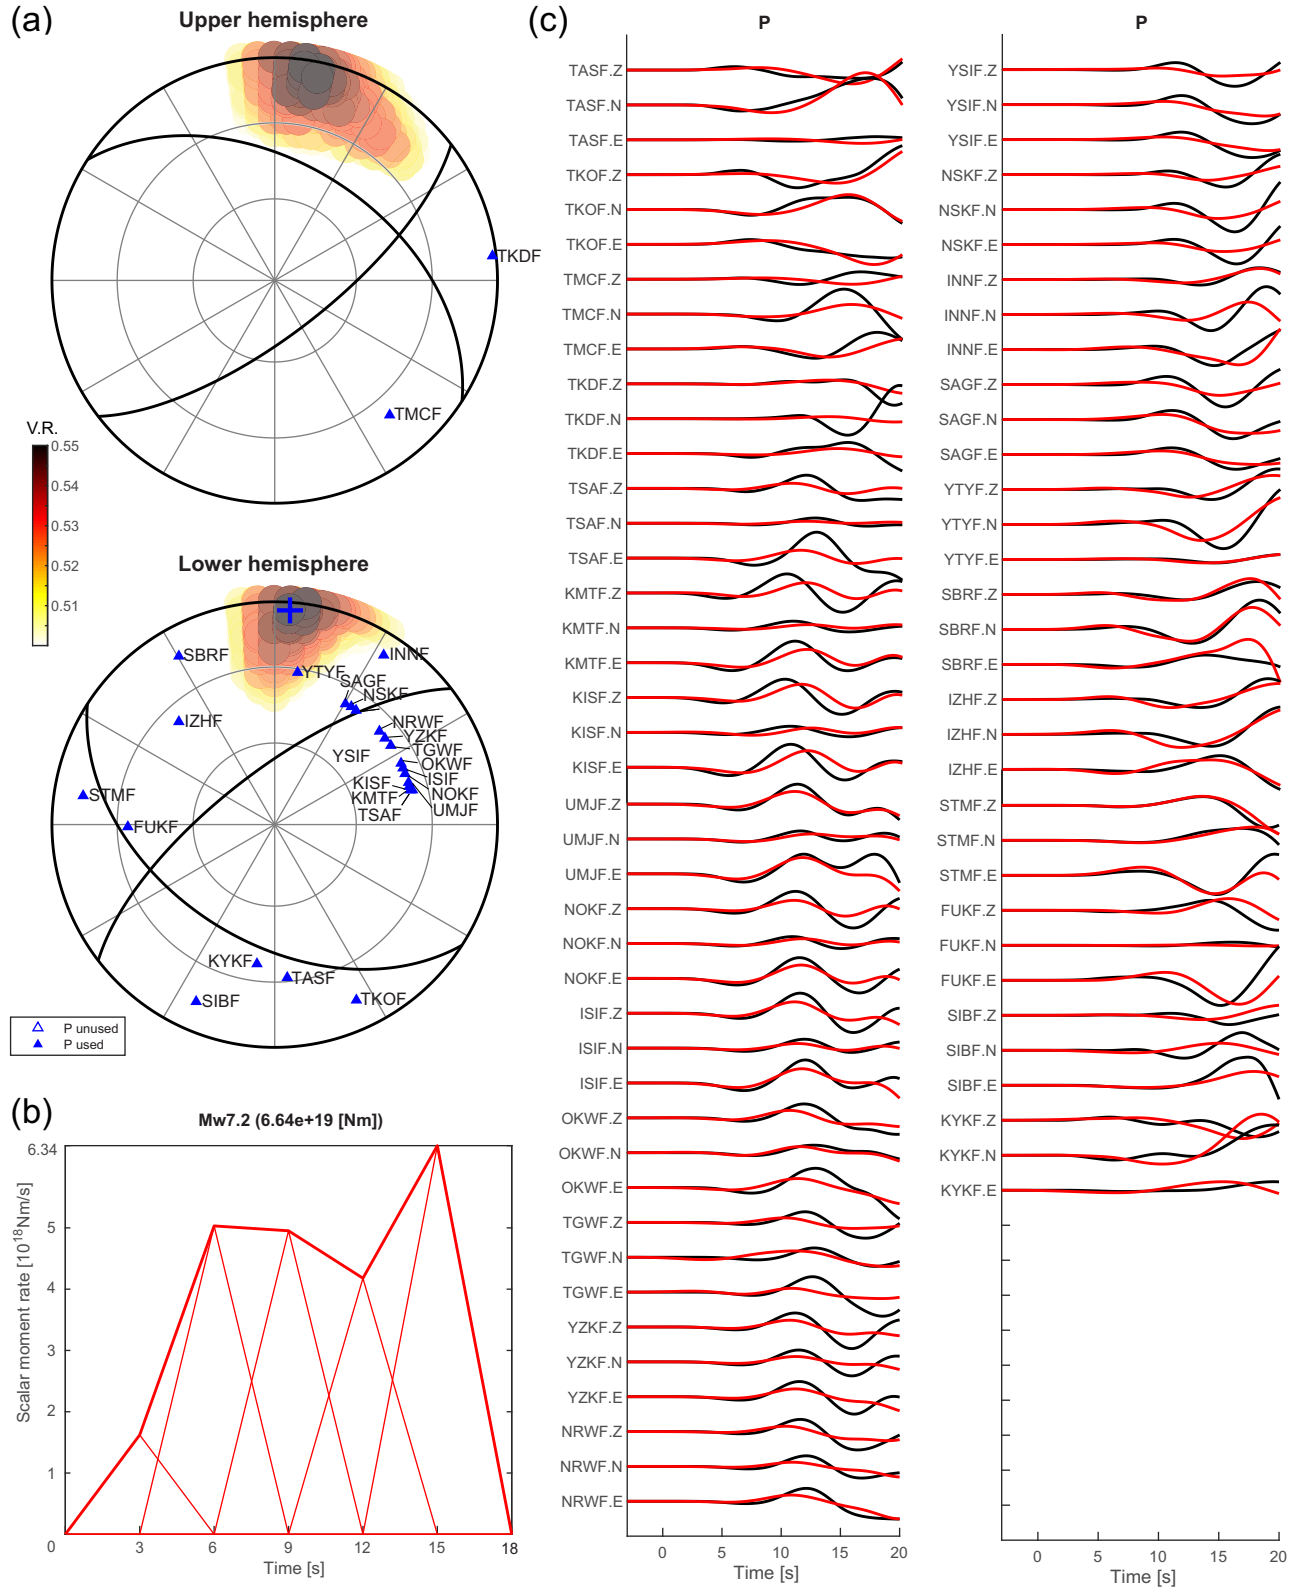 (a)
Upper hemisphere
TKDF
TMCF
V.R.
0.55
0.54
0.53
0.52
0.51
Lower hemisphere
SBRF
INNF
YTYF
SAGF
NSKF
IZHF
NRWF
YZKF
TGWF
YSIF
OKWF
ISIF
KISF
NOKF
KMTF
UMJF
TSAF
STMF
FUKF
KYKF
TASF
SIBF
TKOF
P unused
P used
(b)
Mw7.2 (6.64e+19 [Nm])
Scalar moment rate [10^18Nm/s]
6.34
5
4
3
2
1
0
3
6
9
12
15
18
Time [s]
(c)
P
TASF.Z
TASF.N
TASF.E
TKOF.Z
TKOF.N
TKOF.E
TMCF.Z
TMCF.N
TMCF.E
TKDF.Z
TKDF.N
TKDF.E
TSAF.Z
TSAF.N
TSAF.E
KMTF.Z
KMTF.N
KMTF.E
KISF.Z
KISF.N
KISF.E
UMJF.Z
UMJF.N
UMJF.E
NOKF.Z
NOKF.N
NOKF.E
ISIF.Z
ISIF.N
ISIF.E
OKWF.Z
OKWF.N
OKWF.E
TGWF.Z
TGWF.N
TGWF.E
YZKF.Z
YZKF.N
YZKF.E
NRWF.Z
NRWF.N
NRWF.E
0
5
10
15
20
Time [s]
P
YSIF.Z
YSIF.N
YSIF.E
NSKF.Z
NSKF.N
NSKF.E
INNF.Z
INNF.N
INNF.E
SAGF.Z
SAGF.N
SAGF.E
YTYF.Z
YTYF.N
YTYF.E
SBRF.Z
SBRF.N
SBRF.E
IZHF.Z
IZHF.N
IZHF.E
STMF.Z
STMF.N
STMF.E
FUKF.Z
FUKF.N
FUKF.E
SIBF.Z
SIBF.N
SIBF.E
KYKF.Z
KYKF.N
KYKF.E
0
5
10
15
20
Time [s]